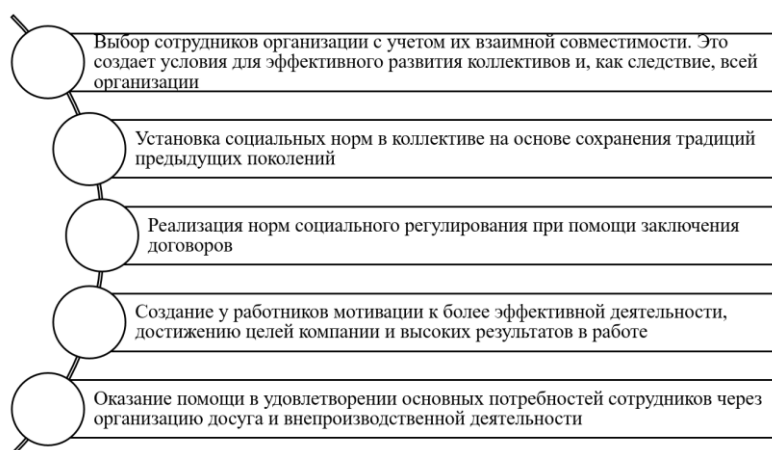 Выбор сотрудников организации с учетом их взаимной совместимости. Это
создает условия для эффективного развития коллективов и, как следствие, всей
организации
Установка социальных норм в коллективе на основе сохранения традиций
предыдущих поколений
Реализация норм социального регулирования при помощи заключения
договоров
Создание у работников мотивации к более эффективной деятельности,
достижению целей компании и высоких результатов в работе
Оказание помощи в удовлетворении основных потребностей сотрудников через
организацию досуга и внепроизводственной деятельности